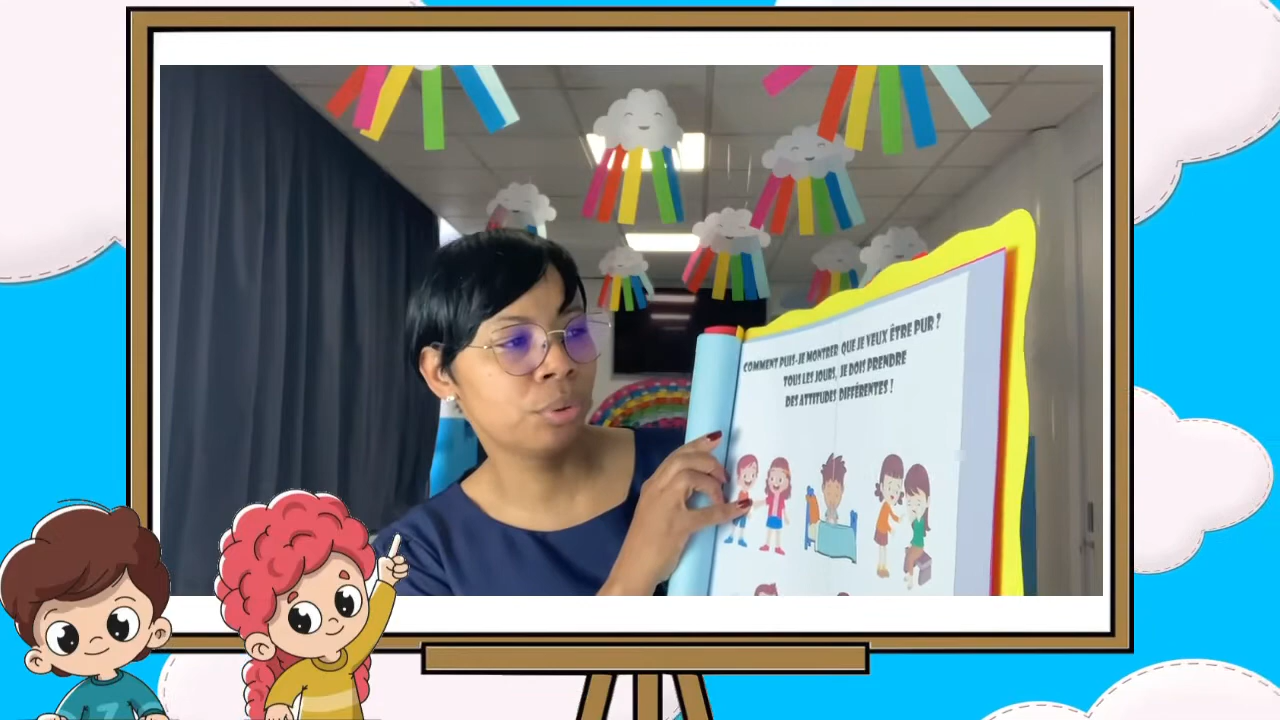 COMMENT PUIS-JE MONTRER QUE JE VEUX ÊTRE PUR ?
TOUS LES JOURS, JE DOIS PRENDRE
DES ATTITUDES DIFFÉRENTES !